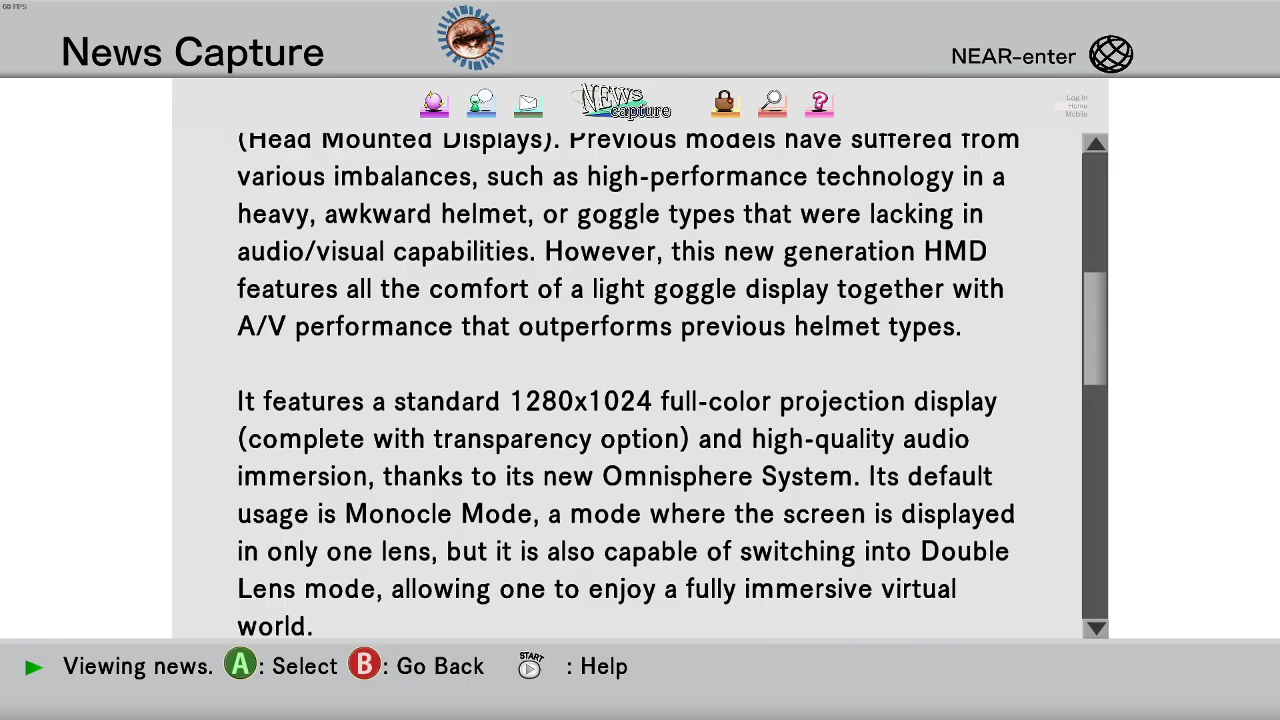 60 FPS
News Capture
NEAR-enter
NEWS
capture
Log In
Home
Mobile
(Head Mounted Displays). Previous models have suffered from
various imbalances, such as high-performance technology in a
heavy, awkward helmet, or goggle types that were lacking in
audio/visual capabilities. However, this new generation HMD
features all the comfort of a light goggle display together with
A/V performance that outperforms previous helmet types.
It features a standard 1280x1024 full-color projection display
(complete with transparency option) and high-quality audio
immersion, thanks to its new Omnisphere System. Its default
usage is Monocle Mode, a mode where the screen is displayed
in only one lens, but it is also capable of switching into Double
Lens mode, allowing one to enjoy a fully immersive virtual
world.
Viewing news. A : Select B : Go Back START : Help